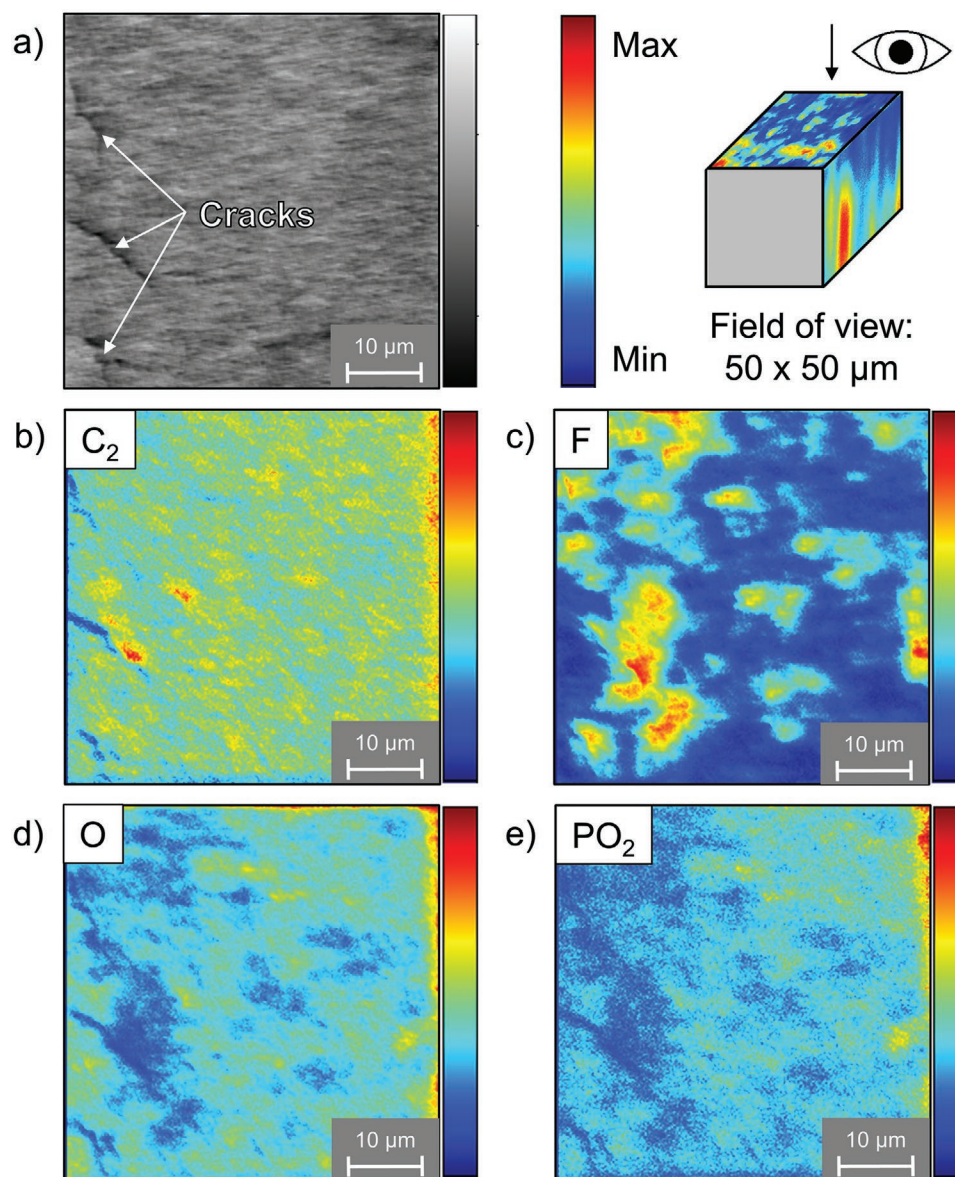 a)
Cracks
10 µm
Max
Min
Field of view:
50 x 50 µm
b)
C₂
10 µm
c)
F
10 µm
d)
O
10 µm
e)
PO₂
10 µm